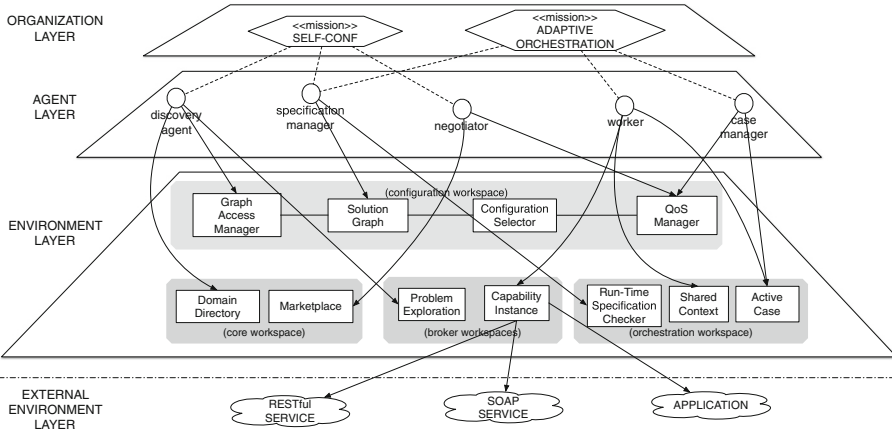 ORGANIZATION
LAYER
<<mission>>
SELF-CONF
<<mission>>
ADAPTIVE
ORCHESTRATION
AGENT
LAYER
discovery
agent
specification
manager
negotiator
worker
case
manager
ENVIRONMENT
LAYER
(configuration workspace)
Graph
Access
Manager
Solution
Graph
Configuration
Selector
QoS
Manager
Domain
Directory
Marketplace
(core workspace)
Problem
Exploration
Capability
Instance
(broker workspaces)
Run-Time
Specification
Checker
Shared
Context
Active
Case
(orchestration workspace)
EXTERNAL
ENVIRONMENT
LAYER
RESTful
SERVICE
SOAP
SERVICE
APPLICATION